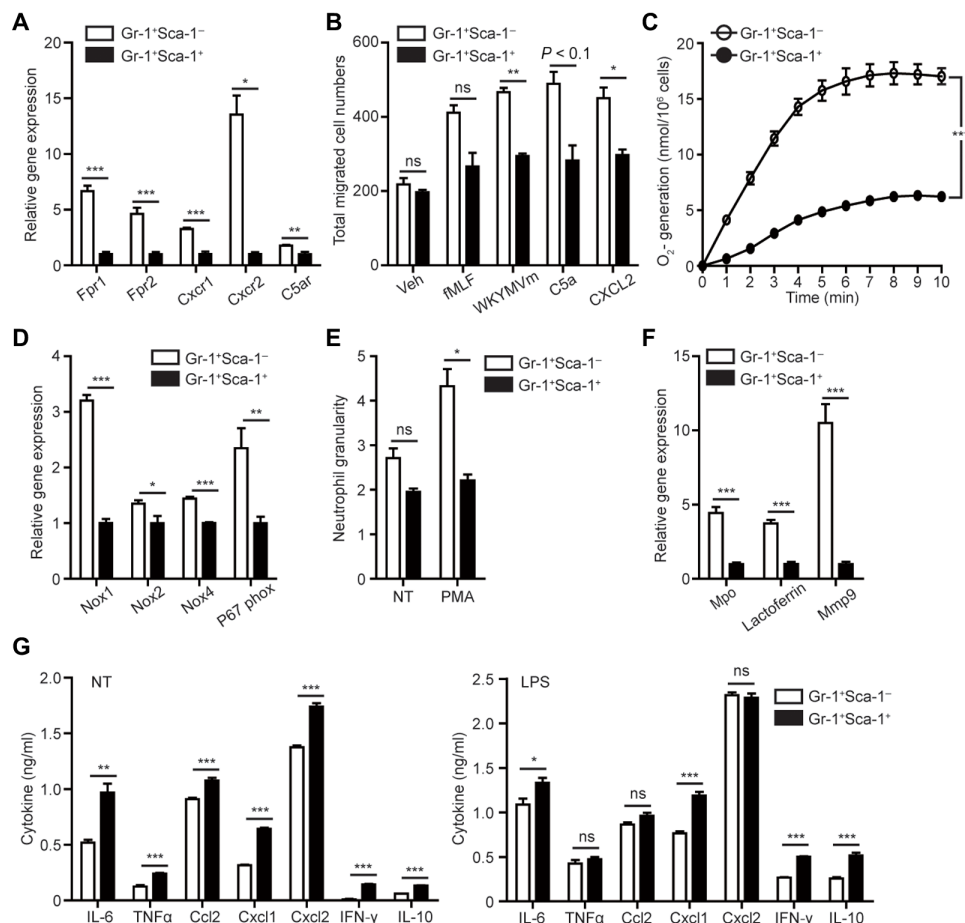 A
Gr-1⁺Sca-1⁻
Gr-1⁺Sca-1⁺
Relative gene expression
20
15
10
5
0
***
***
***
*
**
Fpr1
Fpr2
Cxcr1
Cxcr2
C5ar
B
Gr-1⁺Sca-1⁻
Gr-1⁺Sca-1⁺
Total migrated cell numbers
600
400
200
0
ns
ns
**
P < 0.1
*
Veh
fMLF
WKYMVm
C5a
CXCL2
C
Gr-1⁺Sca-1⁻
Gr-1⁺Sca-1⁺
O₂- generation (nmol/10⁶ cells)
20
15
10
5
0
0 1 2 3 4 5 6 7 8 9 10
Time (min)
D
Gr-1⁺Sca-1⁻
Gr-1⁺Sca-1⁺
Relative gene expression
4
3
2
1
0
***
*
***
**
Nox1
Nox2
Nox4
P67 phox
E
Gr-1⁺Sca-1⁻
Gr-1⁺Sca-1⁺
Neutrophil granularity
5
4
3
2
1
0
ns
*
NT
PMA
F
Gr-1⁺Sca-1⁻
Gr-1⁺Sca-1⁺
Relative gene expression
15
10
5
0
***
***
***
Mpo
Lactoferrin
Mmp9
G
NT
Cytokine (ng/ml)
2.0
1.5
1.0
0.5
0
**
***
***
***
***
***
***
IL-6 TNFα Ccl2 Cxcl1 Cxcl2 IFN-γ IL-10
LPS
Gr-1⁺Sca-1⁻
Gr-1⁺Sca-1⁺
Cytokine (ng/ml)
2.5
2.0
1.5
1.0
0.5
0
*
ns
ns
***
ns
***
***
IL-6 TNFα Ccl2 Cxcl1 Cxcl2 IFN-γ IL-10